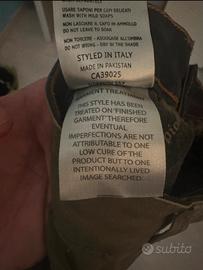 USARE SAPONI PER CAPI DELICATI
WASH WITH MILD SOAPS
NON LASCIARE IL CAPO IN AMMOLLO
DO NOT LEAVE TO SOAK
NON TORCERE - ASCIUGARE ALL'OMBRA
DO NOT WRING - DRY IN THE SHADE
STYLED IN ITALY
MADE IN PAKISTAN
CA39025
GARMENT TREATMENT
THIS STYLE HAS BEEN
TREATED ON 'FINISHED
GARMENT' THEREFORE
EVENTUAL
IMPERFECTIONS ARE NOT
ATTRIBUTABLE TO ONE
LOW CURE OF THE
PRODUCT BUT TO ONE
INTENTIONALLY LIVED
IMAGE SEARCHED.
subito